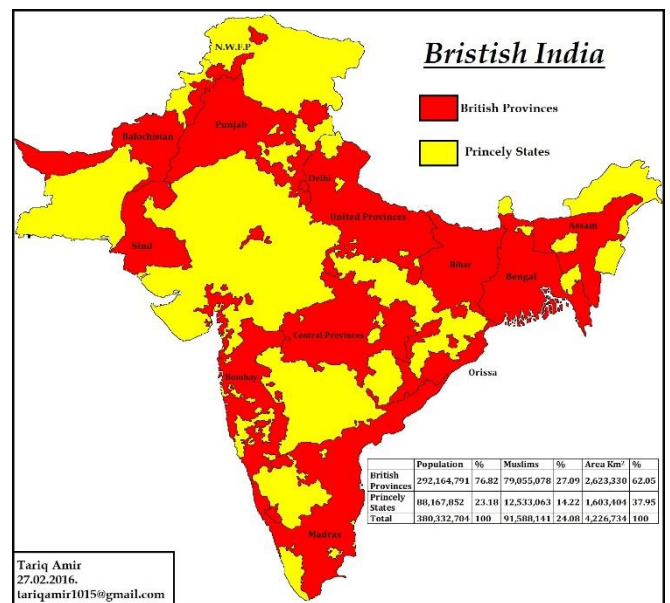 Bristish India
British Provinces
Princely States
N.W.F.P
Balochistan
Punjab
Delhi
United Provinces
Assam
Sind
Bihar
Bengal
Central Provinces
Orissa
Bombay
Madras
Population % Muslims % Area Km² %
British Provinces 292,164,791 76.82 79,055,078 27.09 2,623,330 62.05
Princely States 88,167,852 23.18 12,533,063 14.22 1,603,404 37.95
Total 380,332,704 100 91,588,141 24.08 4,226,734 100
Tariq Amir
27.02.2016.
tariqamir1015@gmail.com